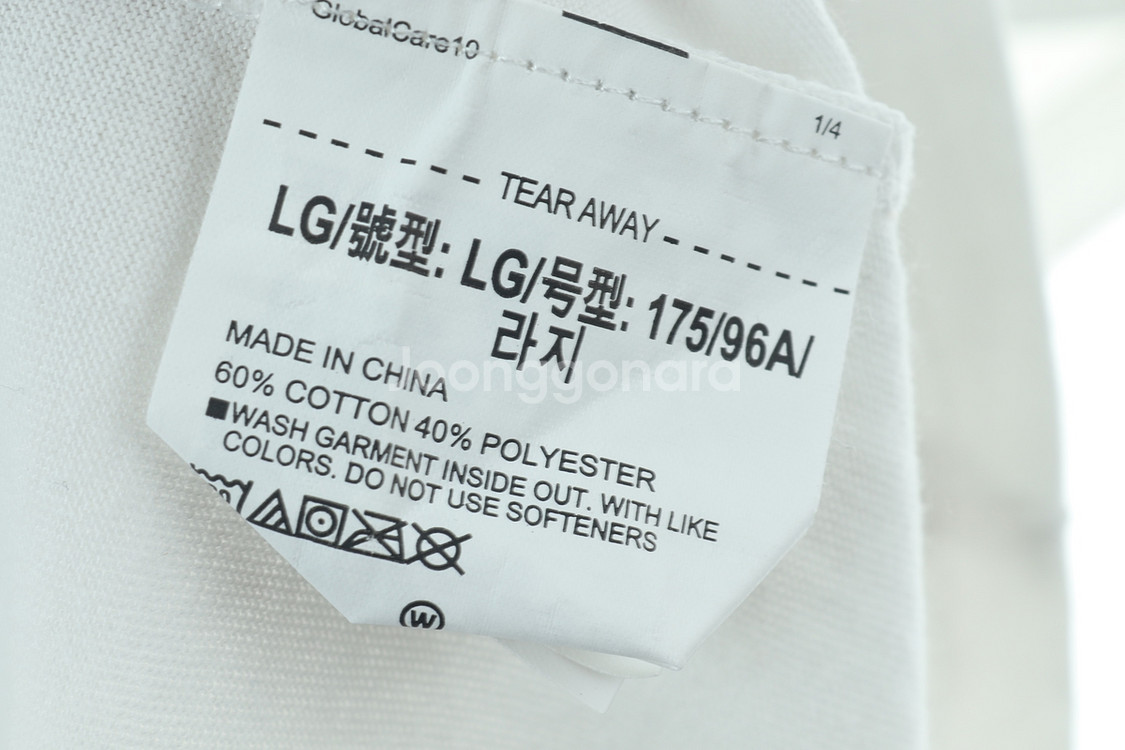 GlobalCare10
1/4
TEAR AWAY
LG/號型: LG/号型: 175/96A/
라지
MADE IN CHINA
60% COTTON 40% POLYESTER
■WASH GARMENT INSIDE OUT. WITH LIKE
COLORS. DO NOT USE SOFTENERS
W
joonggonara